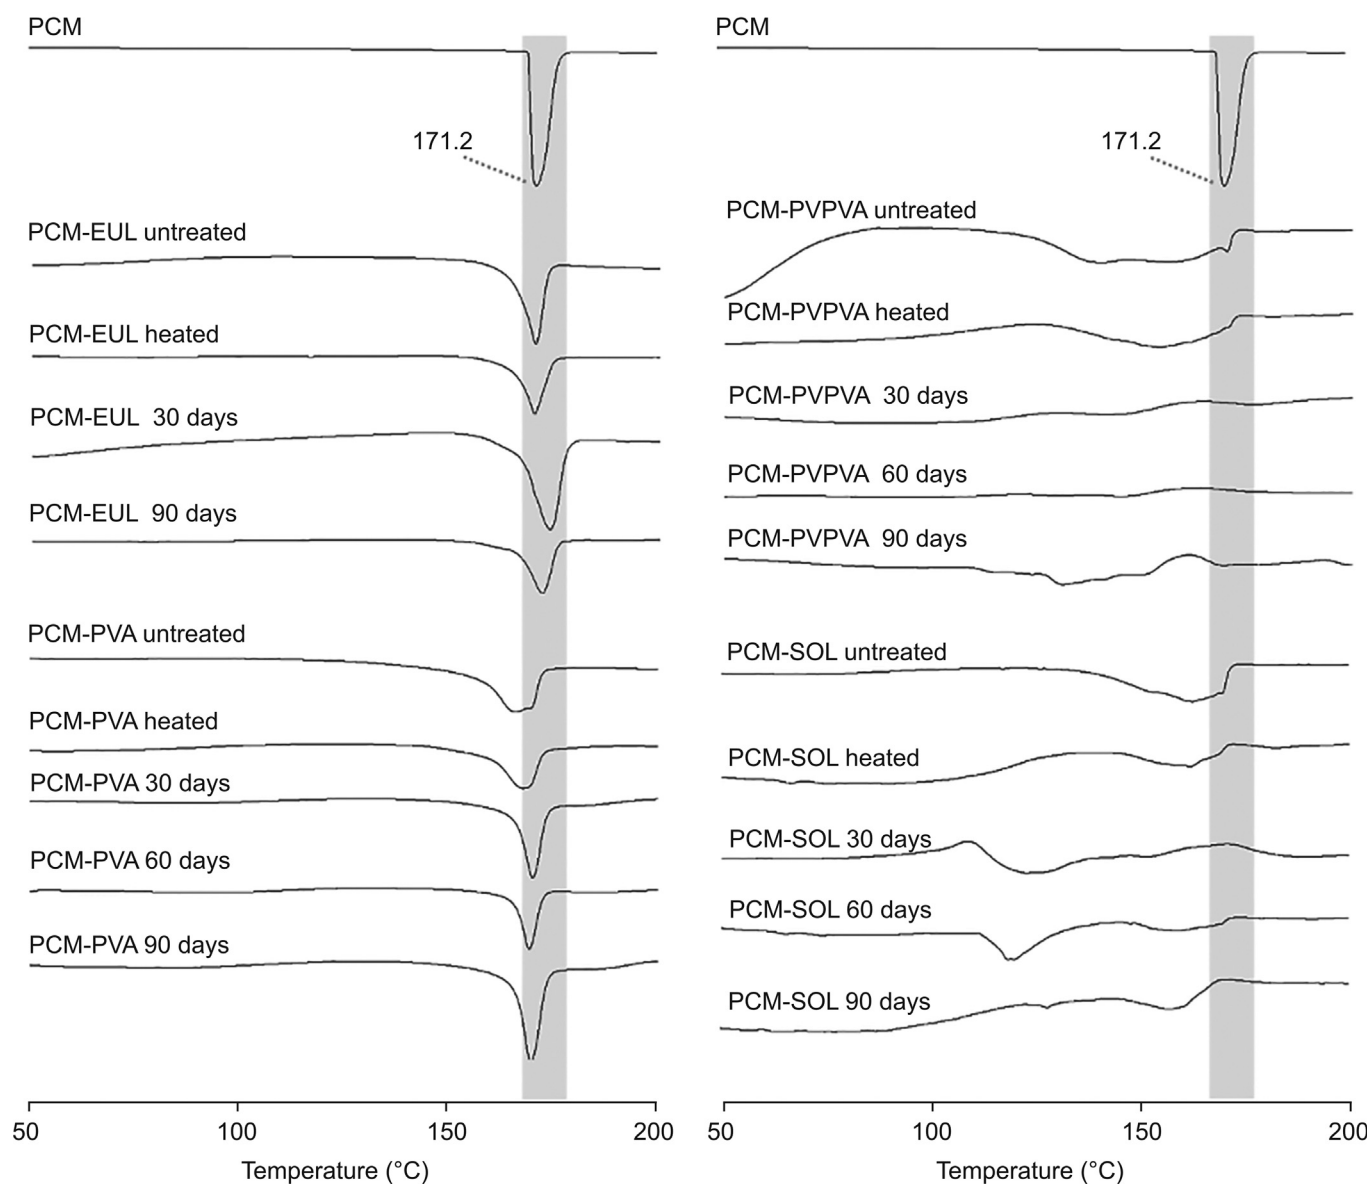 PCM
171.2
PCM-EUL untreated
PCM-EUL heated
PCM-EUL 30 days
PCM-EUL 90 days
PCM-PVA untreated
PCM-PVA heated
PCM-PVA 30 days
PCM-PVA 60 days
PCM-PVA 90 days
50 100 150 200
Temperature (°C)
PCM
171.2
PCM-PVPVA untreated
PCM-PVPVA heated
PCM-PVPVA 30 days
PCM-PVPVA 60 days
PCM-PVPVA 90 days
PCM-SOL untreated
PCM-SOL heated
PCM-SOL 30 days
PCM-SOL 60 days
PCM-SOL 90 days
50 100 150 200
Temperature (°C)